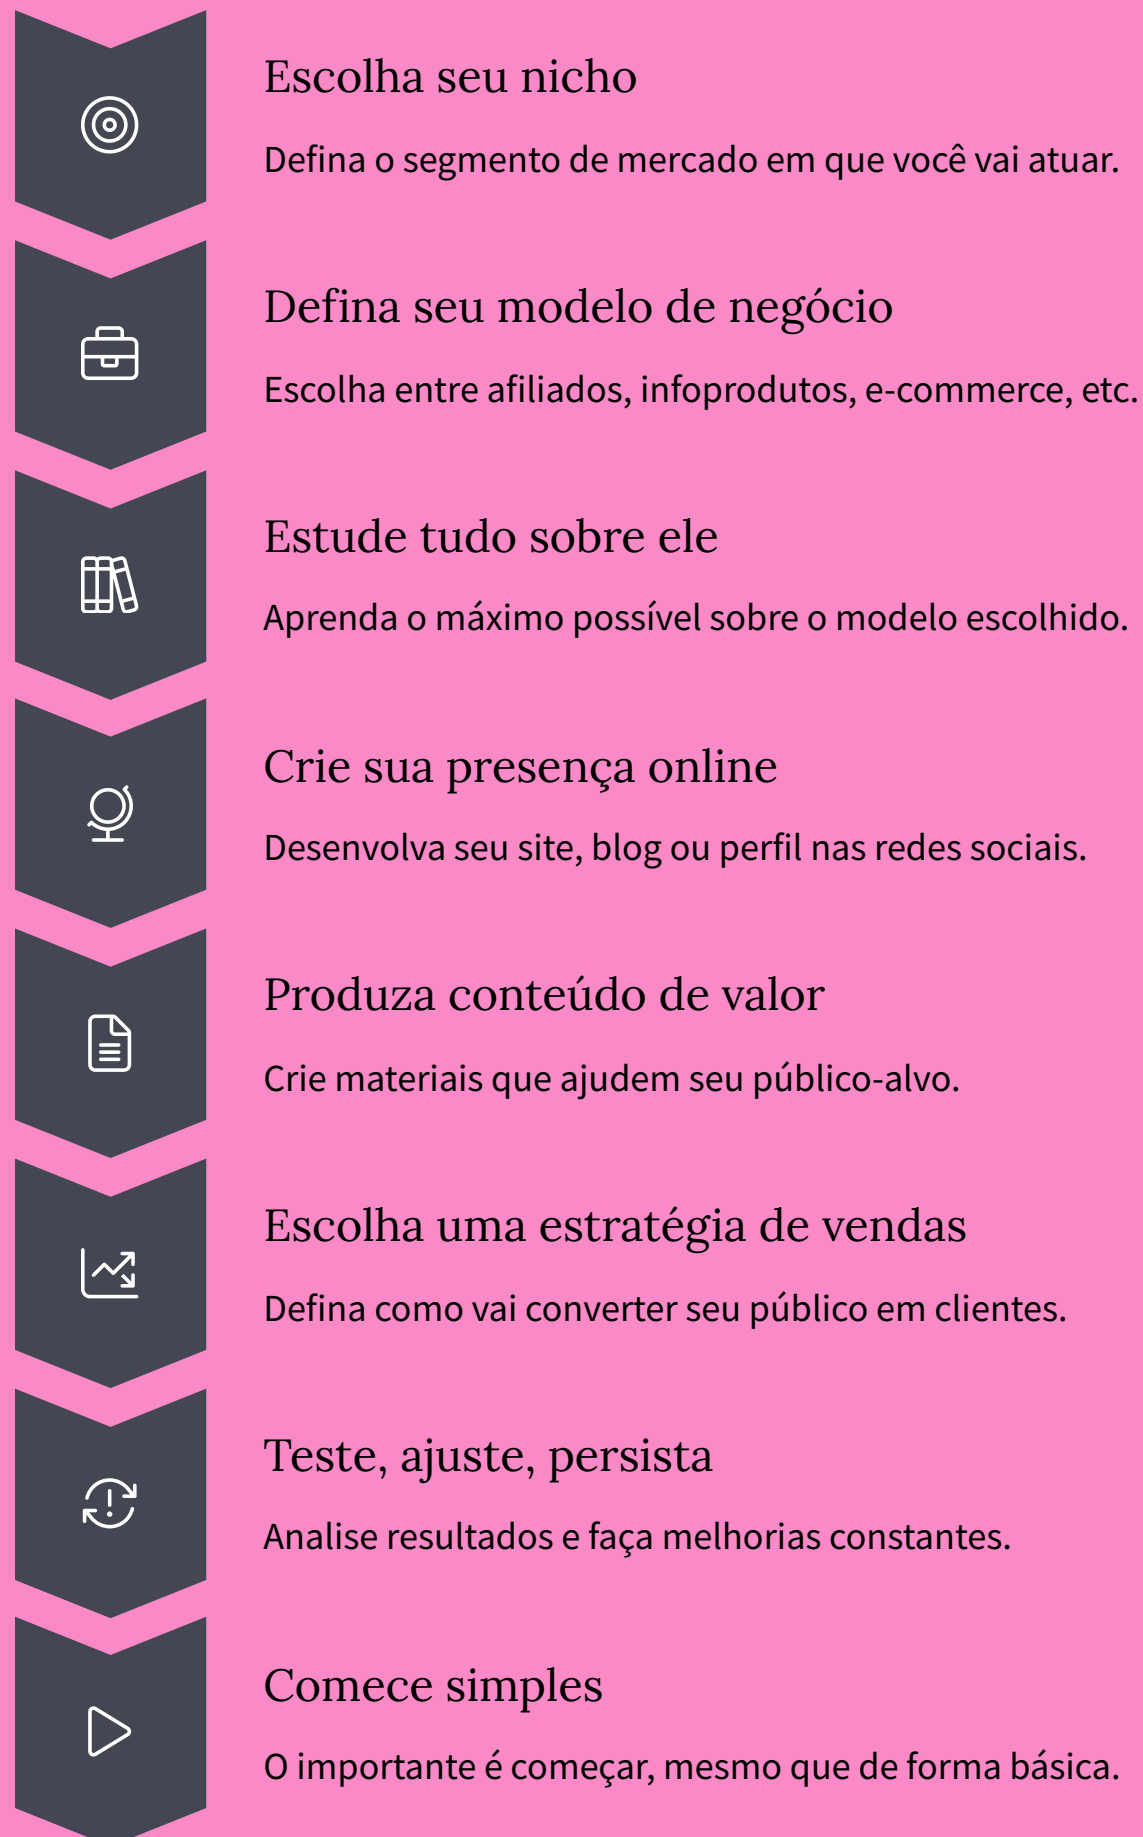 Escolha seu nicho
Defina o segmento de mercado em que você vai atuar.
Defina seu modelo de negócio
Escolha entre afiliados, infoprodutos, e-commerce, etc.
Estude tudo sobre ele
Aprenda o máximo possível sobre o modelo escolhido.
Crie sua presença online
Desenvolva seu site, blog ou perfil nas redes sociais.
Produza conteúdo de valor
Crie materiais que ajudem seu público-alvo.
Escolha uma estratégia de vendas
Defina como vai converter seu público em clientes.
Teste, ajuste, persista
Analise resultados e faça melhorias constantes.
Comece simples
O importante é começar, mesmo que de forma básica.